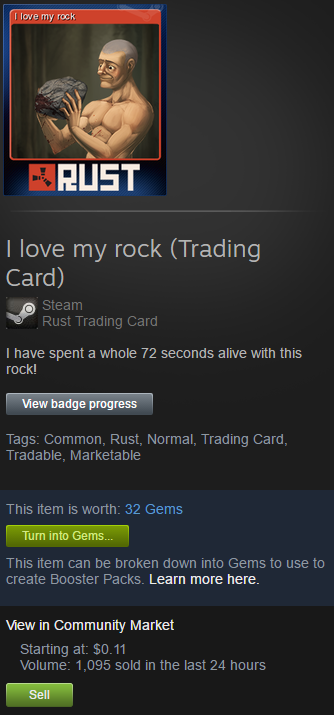 I love my rock
RUST
I love my rock (Trading
Card)
Steam
Rust Trading Card
I have spent a whole 72 seconds alive with this
rock!
View badge progress
Tags: Common, Rust, Normal, Trading Card,
Tradable, Marketable
This item is worth: 32 Gems
Turn into Gems...
This item can be broken down into Gems to use to
create Booster Packs. Learn more here.
View in Community Market
Starting at: $0.11
Volume: 1,095 sold in the last 24 hours
Sell